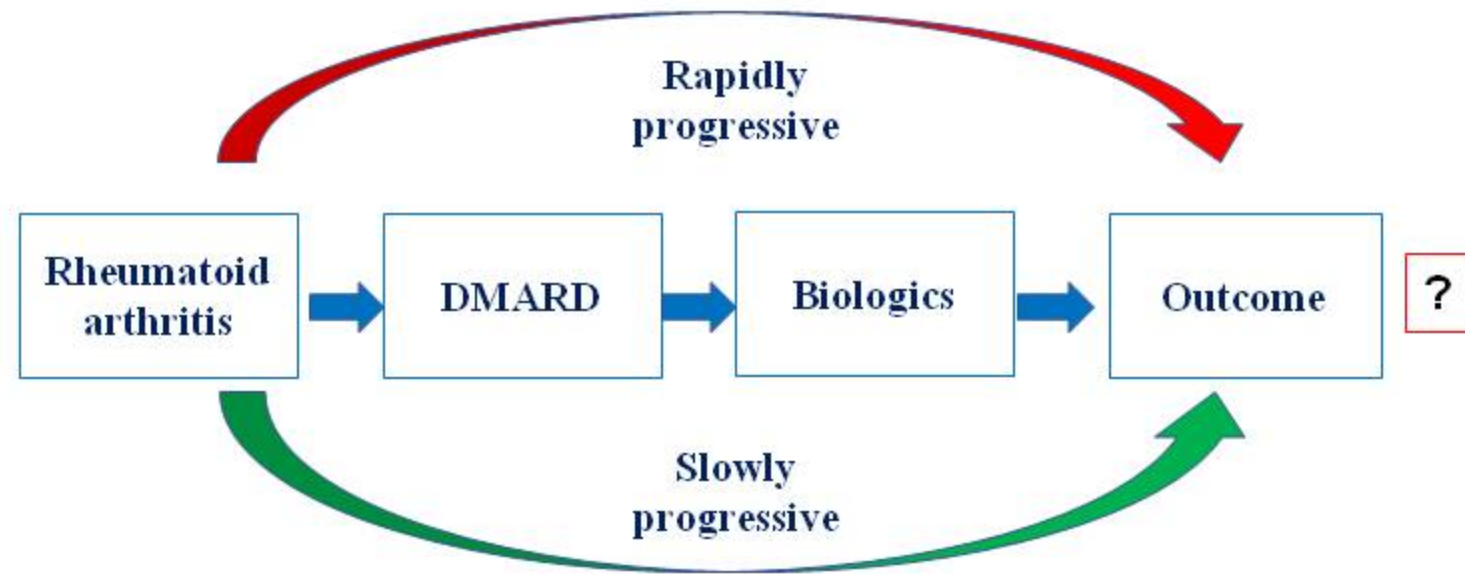 Rapidly
progressive
Rheumatoid
arthritis
DMARD
Biologics
Outcome
?
Slowly
progressive